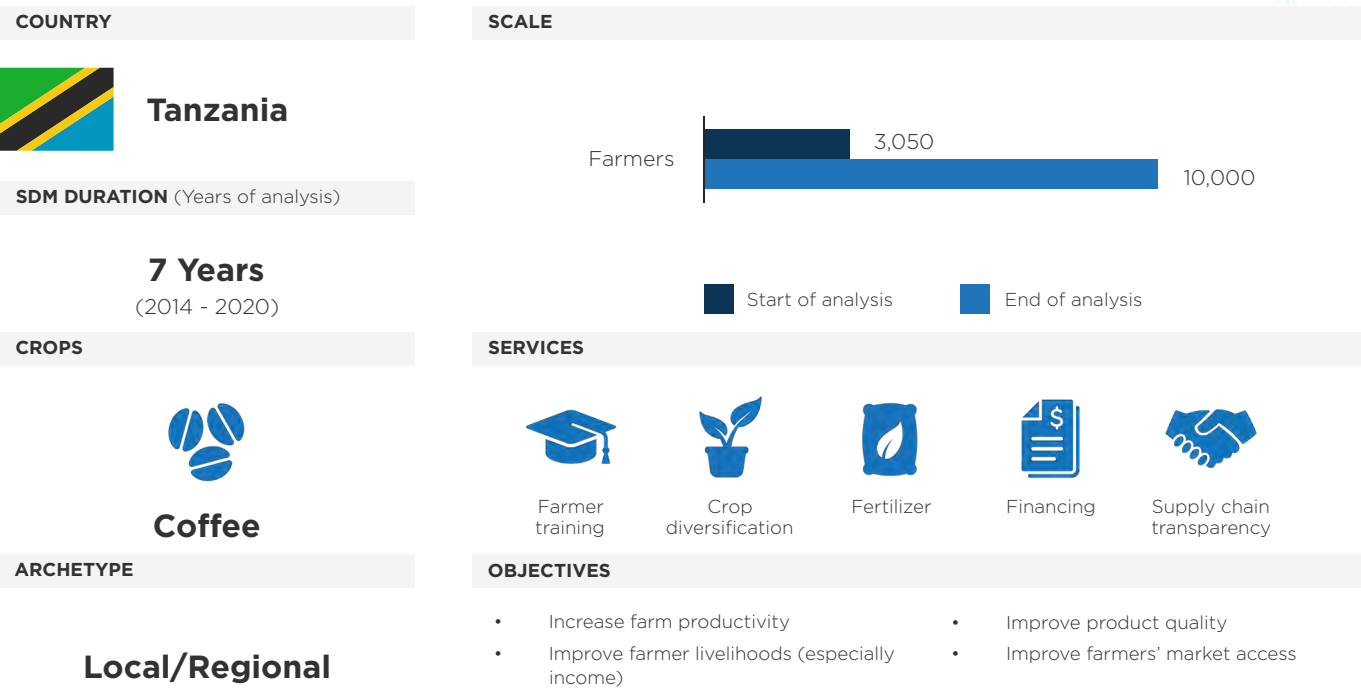 COUNTRY
Tanzania
SDM DURATION (Years of analysis)
7 Years
(2014 - 2020)
CROPS
Coffee
ARCHETYPE
Local/Regional
SCALE
Farmers
3,050
10,000
Start of analysis
End of analysis
SERVICES
$
Farmer
training
Crop
diversification
Fertilizer
Financing
Supply chain
transparency
OBJECTIVES
• Increase farm productivity
• Improve farmer livelihoods (especially
income)
• Improve product quality
• Improve farmers' market access